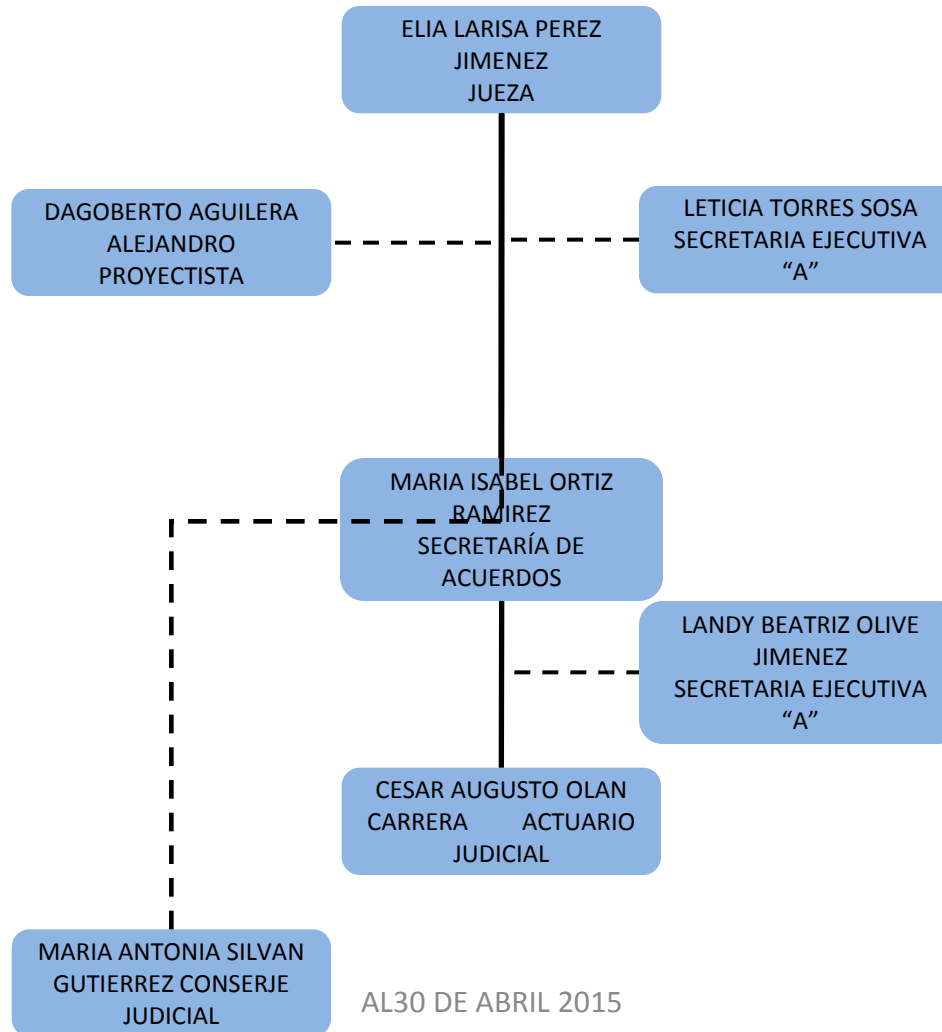 ELIA LARISA PEREZ
JIMENEZ
JUEZA
DAGOBERTO AGUILERA
ALEJANDRO
PROYECTISTA
LETICIA TORRES SOSA
SECRETARIA EJECUTIVA
“A”
MARIA ISABEL ORTIZ
RAMIREZ
SECRETARÍA DE
ACUERDOS
LANDY BEATRIZ OLIVE
JIMENEZ
SECRETARIA EJECUTIVA
“A”
CESAR AUGUSTO OLAN
CARRERA ACTUARIO
JUDICIAL
MARIA ANTONIA SILVAN
GUTIERREZ CONSERJE
JUDICIAL
AL30 DE ABRIL 2015